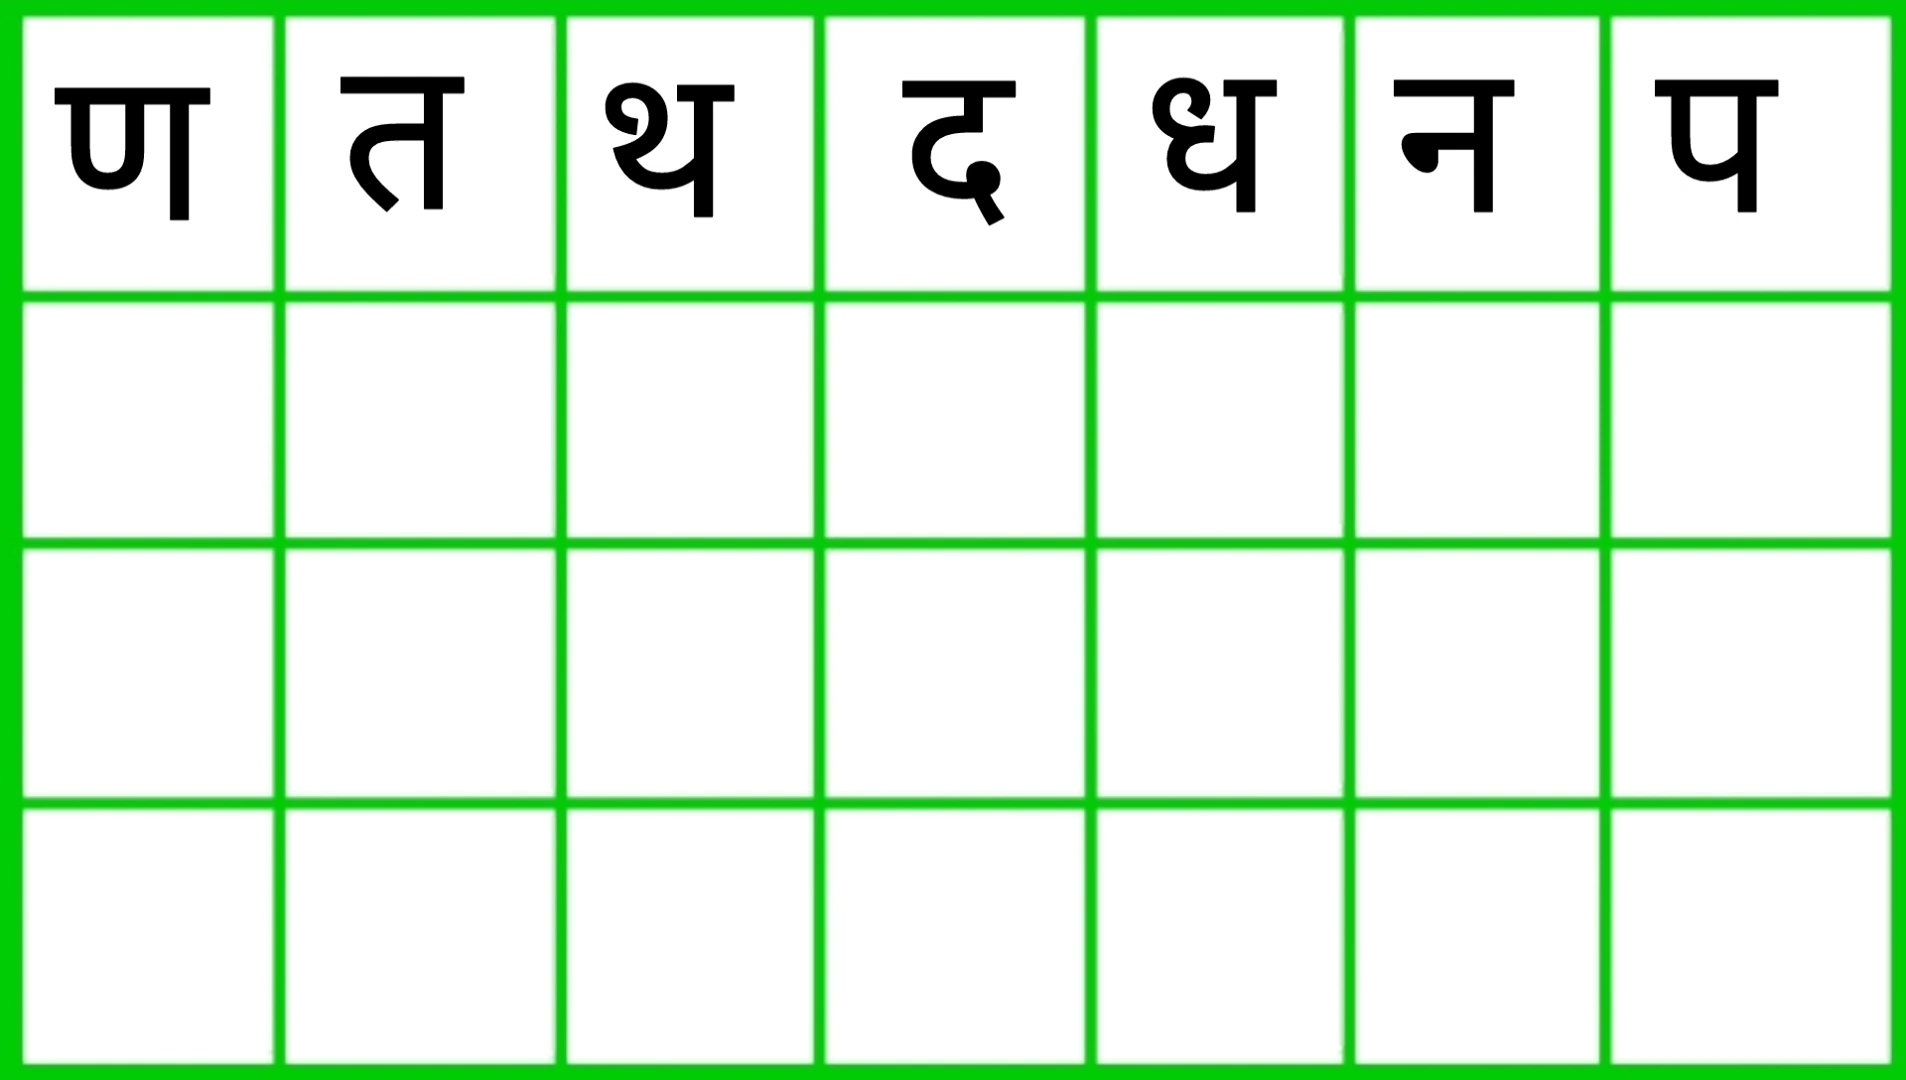 ण त थ द ध न प